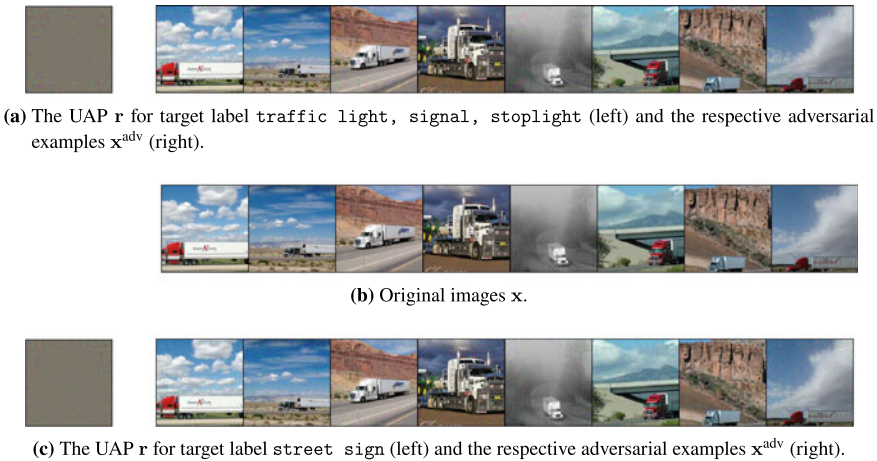 (a) The UAP r for target label traffic light, signal, stoplight (left) and the respective adversarial
examples x^adv (right).
(b) Original images x.
(c) The UAP r for target label street sign (left) and the respective adversarial examples x^adv (right).